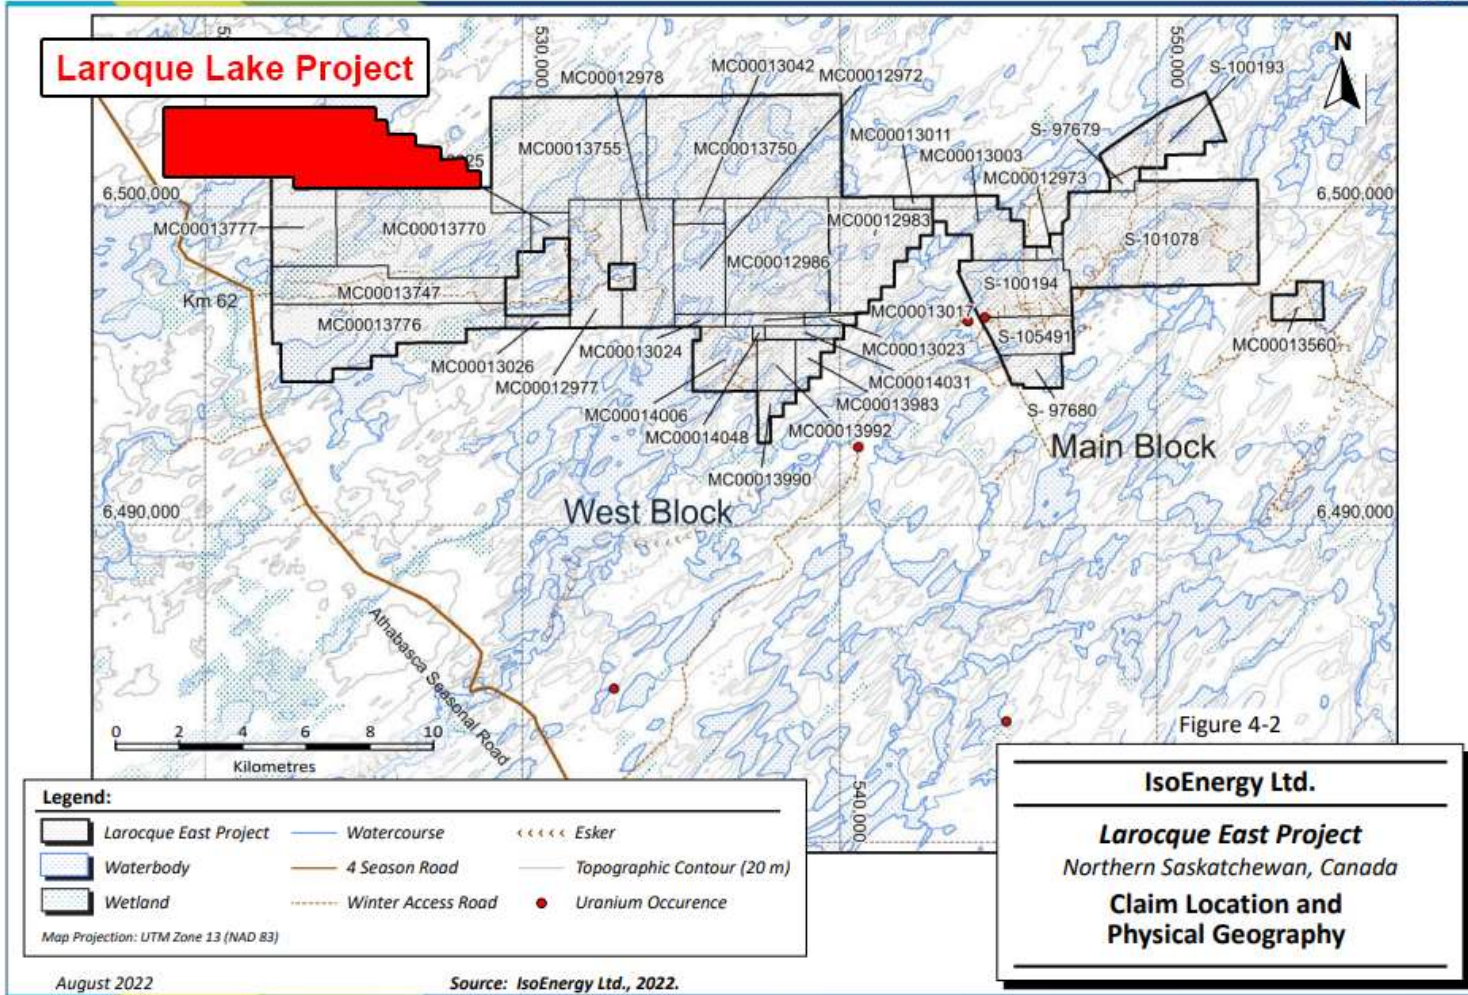 Laroque Lake Project
530,000
550,000
N
MC00012978
MC00013042
MC00012972
S-100193
MC00013755
MC00013750
MC00013011
S- 97679
MC00013003
MC00012973
6,500,000
6,500,000
MC00013777
MC00013770
MC00012983
S-101078
MC00012986
S-100194
Km 62
MC00013747
MC00013776
MC00013017
S-105491
MC00013560
MC00013026
MC00013024
MC00013023
MC00012977
MC00014031
MC00014006
MC00013983
S- 97680
MC00014048
MC00013992
Main Block
MC00013990
West Block
6,490,000
6,490,000
Athabasca Seasonal Road
540,000
0 2 4 6 8 10
Kilometres
Figure 4-2
Legend:
Larocque East Project
Watercourse
Esker
Waterbody
4 Season Road
Topographic Contour (20 m)
Wetland
Winter Access Road
Uranium Occurence
Map Projection: UTM Zone 13 (NAD 83)
IsoEnergy Ltd.
Larocque East Project
Northern Saskatchewan, Canada
Claim Location and
Physical Geography
August 2022
Source: IsoEnergy Ltd., 2022.